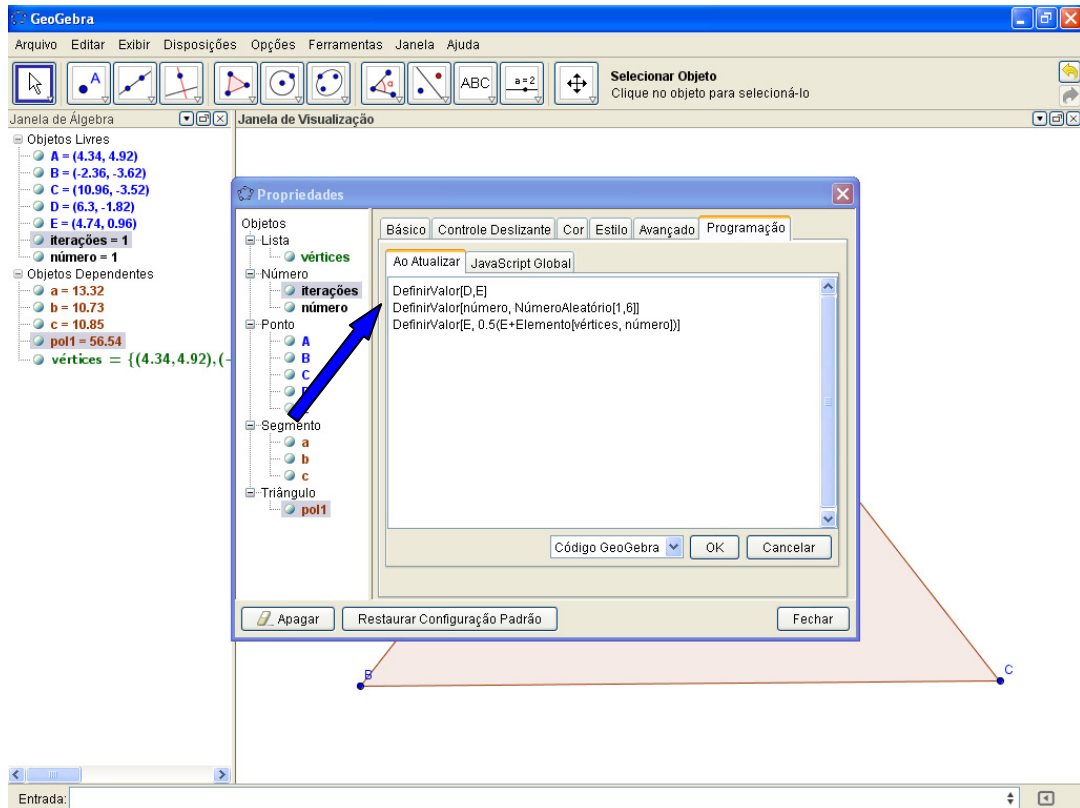 GeoGebra
Arquivo Editar Exibir Disposições Opções Ferramentas Janela Ajuda
A
α
ABC
a=2
Selecionar Objeto
Clique no objeto para selecioná-lo
Janela de Álgebra
Janela de Visualização
Objetos Livres
A = (4.34, 4.92)
B = (-2.36, -3.62)
C = (10.96, -3.52)
D = (6.3, -1.82)
E = (4.74, 0.96)
iterações = 1
número = 1
Objetos Dependentes
a = 13.32
b = 10.73
c = 10.85
pol1 = 56.54
vértices = {(4.34, 4.92), (-
Propriedades
Objetos
Lista
vértices
Número
iterações
número
Ponto
A
B
C
Segmento
a
b
c
Triângulo
pol1
Básico Controle Deslizante Cor Estilo Avançado Programação
Ao Atualizar JavaScript Global
DefinirValor[D,E]
DefinirValor[número, NúmeroAleatório[1,6]]
DefinirValor[E, 0.5(E+Elemento[vértices, número])]
Código GeoGebra OK Cancelar
Apagar Restaurar Configuração Padrão Fechar
B
C
Entrada: